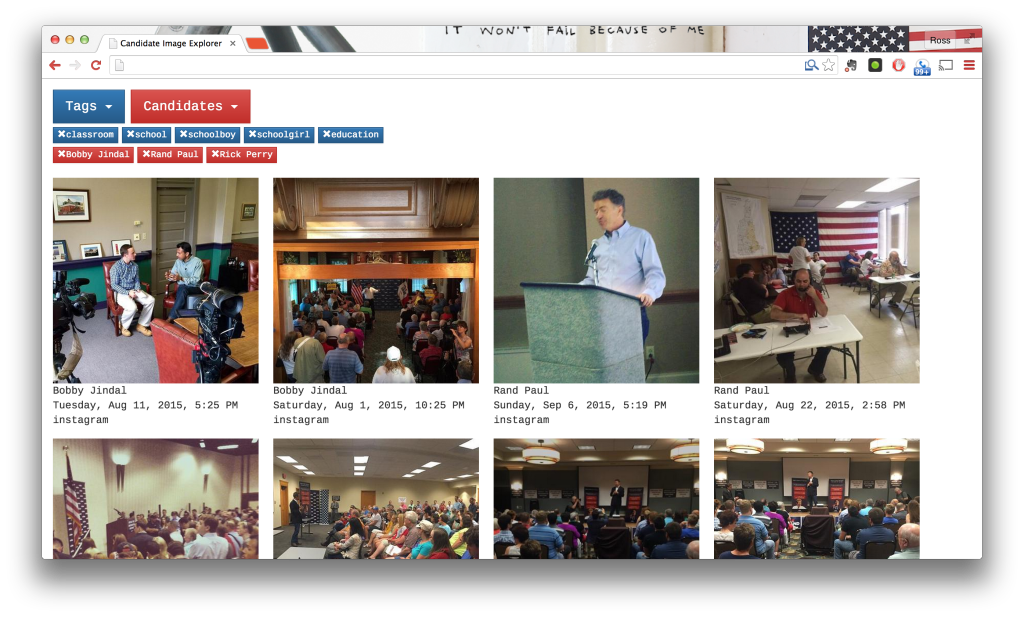 IT WON'T FAIL BECAUSE OF ME
Candidate Image Explorer
Ross
99+
Tags
Candidates
×classroom ×school ×schoolboy ×schoolgirl ×education
×Bobby Jindal ×Rand Paul ×Rick Perry
Bobby Jindal
Tuesday, Aug 11, 2015, 5:25 PM
instagram
Bobby Jindal
Saturday, Aug 1, 2015, 10:25 PM
instagram
Rand Paul
Sunday, Sep 6, 2015, 5:19 PM
instagram
Rand Paul
Saturday, Aug 22, 2015, 2:58 PM
instagram